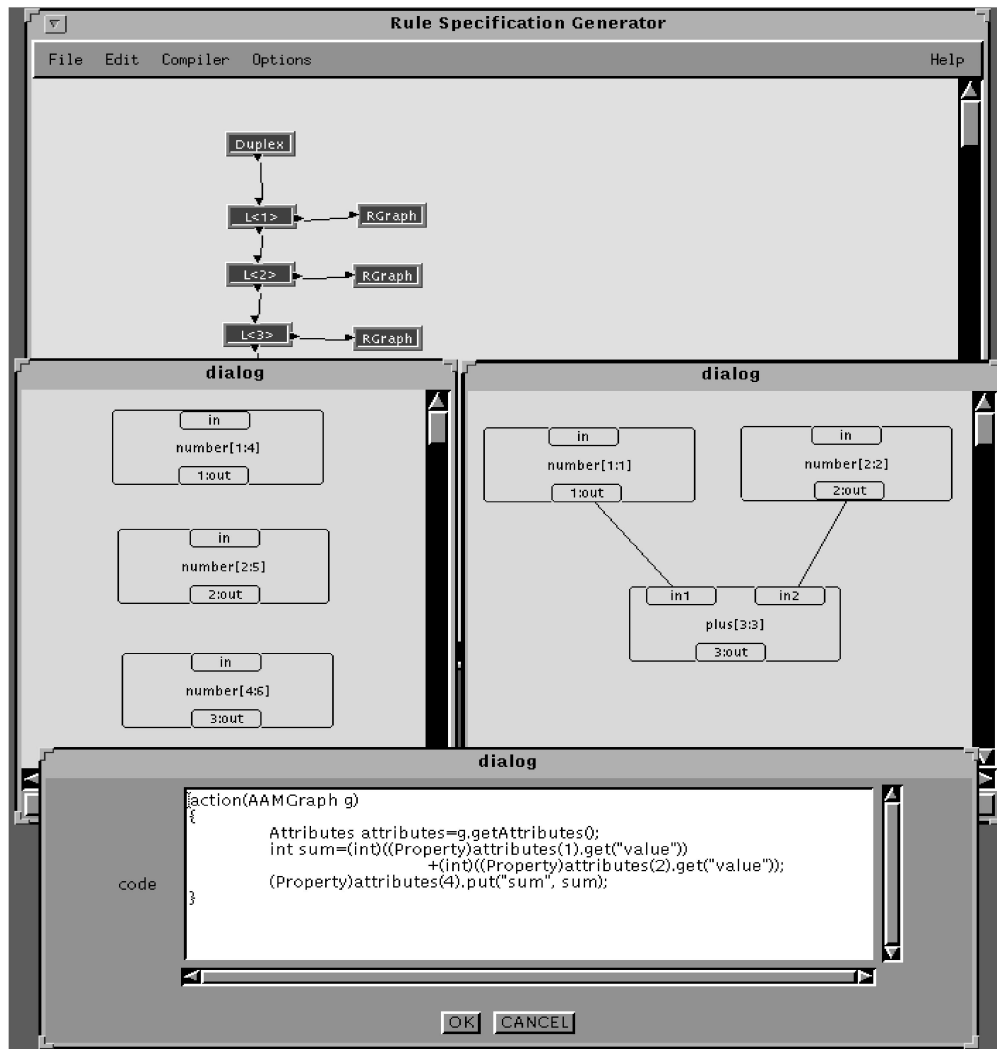 Rule Specification Generator
File Edit Compiler Options Help
Duplex
L<1> RGraph
L<2> RGraph
L<3> RGraph
dialog
in
number[1:4]
1:out
in
number[2:5]
2:out
in
number[4:6]
3:out
dialog
in
number[1:1]
1:out
in
number[2:2]
2:out
in1 in2
plus[3:3]
3:out
dialog
code
action(AAMGraph g)
{
Attributes attributes=g.getAttributes();
int sum=(int)((Property)attributes(1).get("value"))
+(int)((Property)attributes(2).get("value"));
(Property)attributes(4).put("sum", sum);
}
OK CANCEL